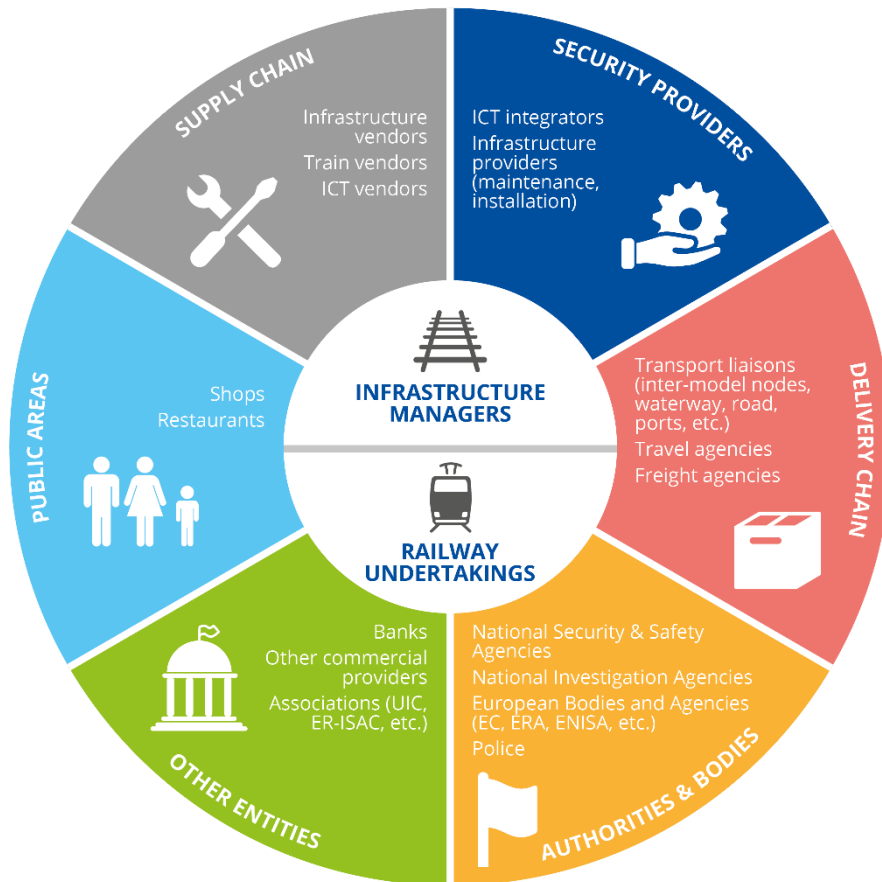 SUPPLY CHAIN
Infrastructure
vendors
Train vendors
ICT vendors
SECURITY PROVIDERS
ICT integrators
Infrastructure
providers
(maintenance,
installation)
DELIVERY CHAIN
Transport liaisons
(inter-model nodes,
waterway, road,
ports, etc.)
Travel agencies
Freight agencies
PUBLIC AREAS
Shops
Restaurants
INFRASTRUCTURE
MANAGERS
RAILWAY
UNDERTAKINGS
OTHER ENTITIES
Banks
Other commercial
providers
Associations (UIC,
ER-ISAC, etc.)
AUTHORITIES & BODIES
National Security & Safety
Agencies
National Investigation Agencies
European Bodies and Agencies
(EC, ERA, ENISA, etc.)
Police